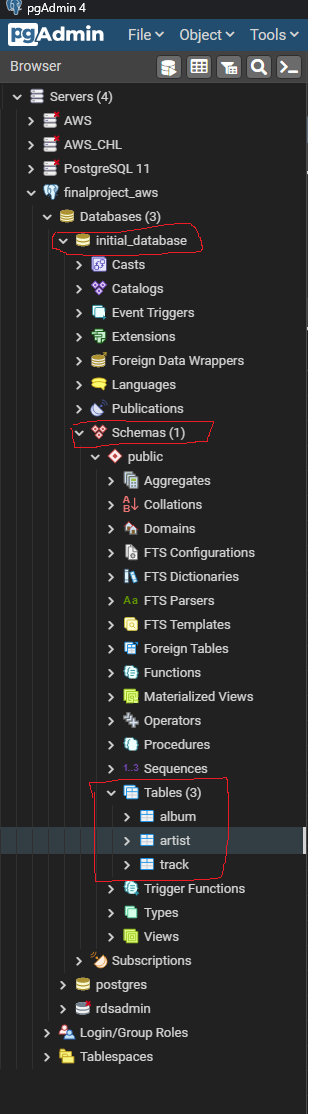 pgAdmin 4
pgAdmin File Object Tools
Browser
Servers (4)
AWS
AWS_CHL
PostgreSQL 11
finalproject_aws
Databases (3)
initial_database
Casts
Catalogs
Event Triggers
Extensions
Foreign Data Wrappers
Languages
Publications
Schemas (1)
public
Aggregates
Collations
Domains
FTS Configurations
FTS Dictionaries
Aa FTS Parsers
FTS Templates
Foreign Tables
Functions
Materialized Views
Operators
Procedures
1..3 Sequences
Tables (3)
album
artist
track
Trigger Functions
Types
Views
Subscriptions
postgres
rdsadmin
Login/Group Roles
Tablespaces